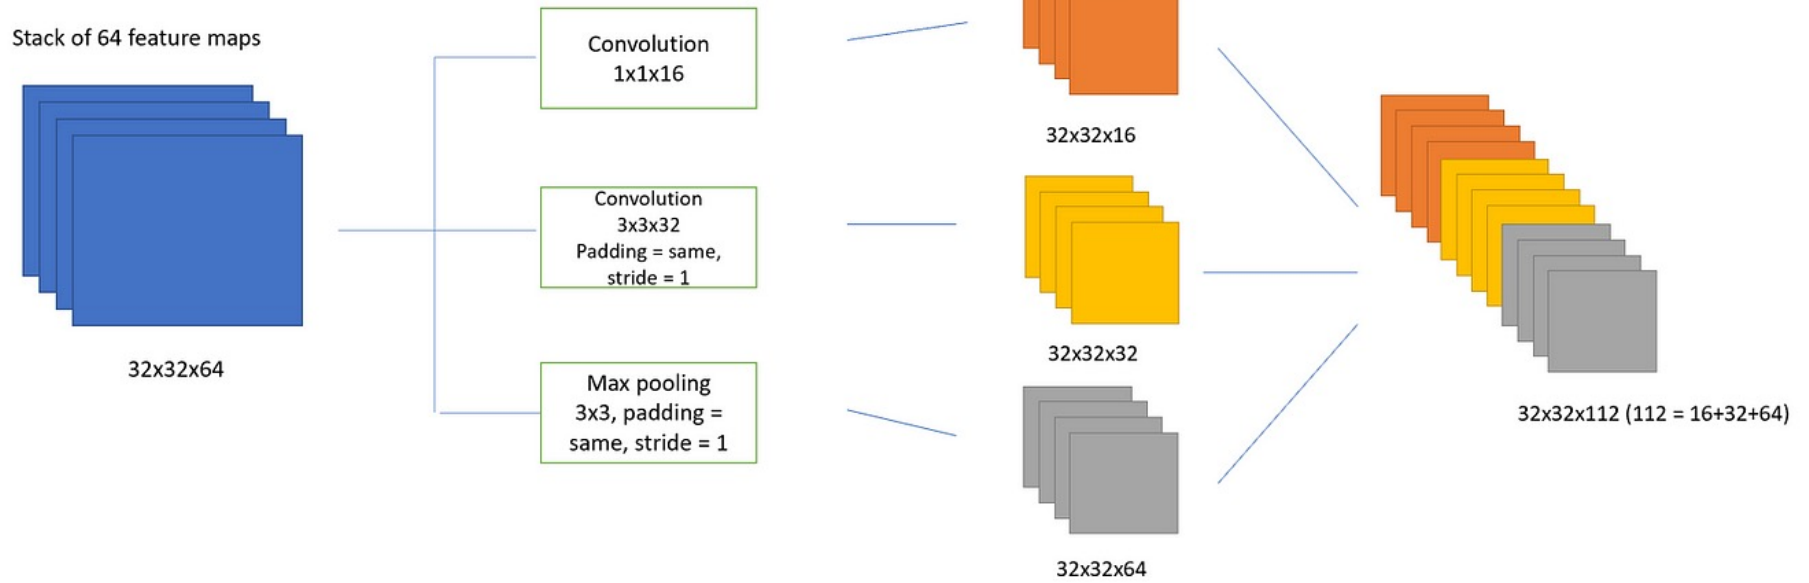 Stack of 64 feature maps
32x32x64
Convolution
1x1x16
Convolution
3x3x32
Padding = same,
stride = 1
Max pooling
3x3, padding =
same, stride = 1
32x32x16
32x32x32
32x32x64
32x32x112 (112 = 16+32+64)